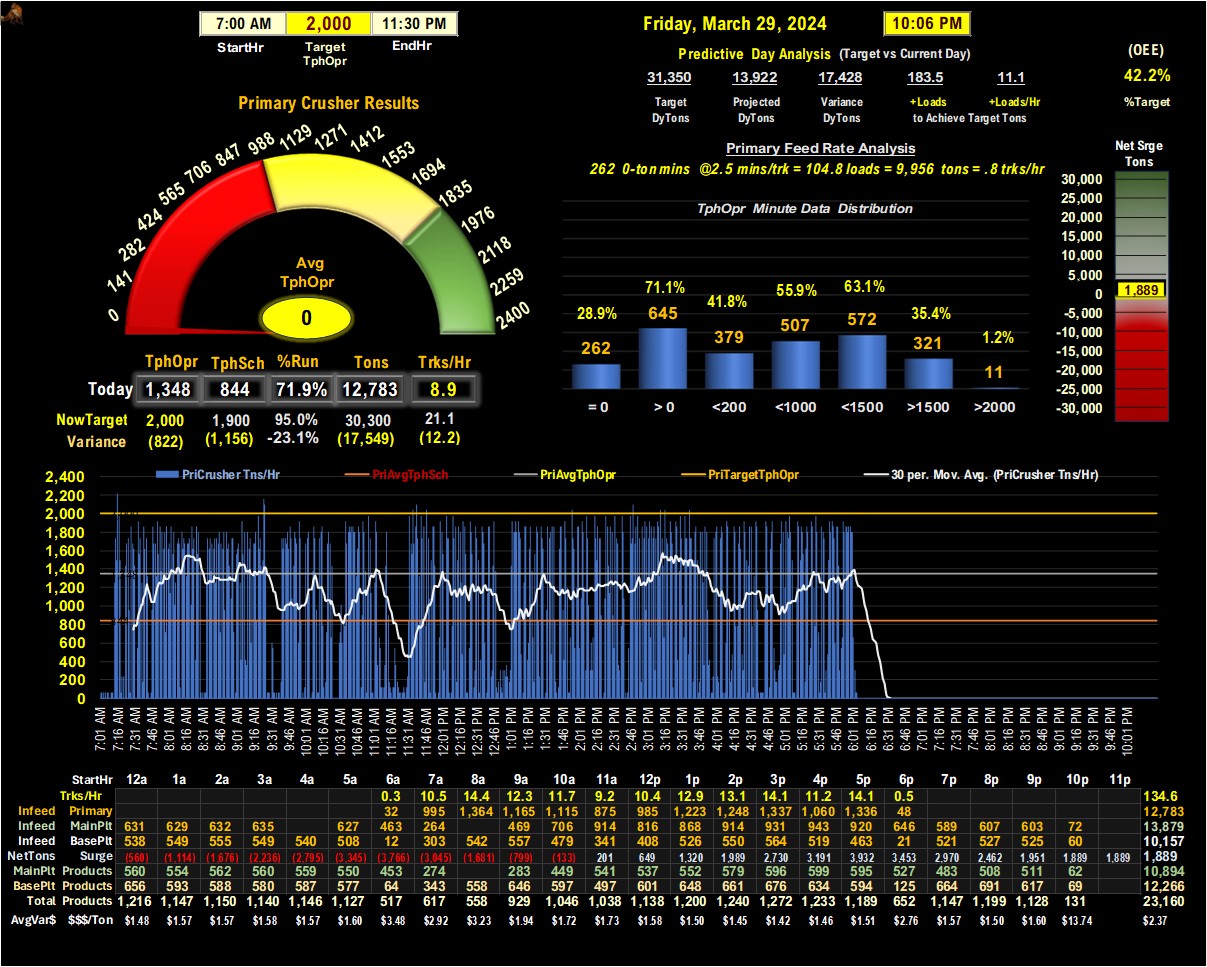 7:00 AM 2,000 11:30 PM
StartHr Target TphOpr EndHr
Friday, March 29, 2024 10:06 PM
Predictive Day Analysis (Target vs Current Day)
31,350 13,922 17,428 183.5 11.1
Target DyTons Projected DyTons Variance DyTons +Loads +Loads/Hr
to Achieve Target Tons
(OEE)
42.2%
%Target
Primary Crusher Results
0 141 282 424 565 706 847 988 1129 1271 1412 1553 1694 1835 1976 2118 2259 2400
Avg
TphOpr
0
TphOpr TphSch %Run Tons Trks/Hr
Today 1,348 844 71.9% 12,783 8.9
NowTarget 2,000 1,900 95.0% 30,300 21.1
Variance (822) (1,156) -23.1% (17,549) (12.2)
Primary Feed Rate Analysis
262 0-ton mins @2.5 mins/trk = 104.8 loads = 9,956 tons = .8 trks/hr
TphOpr Minute Data Distribution
28.9% 71.1% 41.8% 55.9% 63.1% 35.4% 1.2%
262 645 379 507 572 321 11
= 0 > 0 <200 <1000 <1500 >1500 >2000
Net Srge
Tons
30,000
25,000
20,000
15,000
10,000
5,000
1,889
0
-5,000
-10,000
-15,000
-20,000
-25,000
-30,000
PriCrusher Tns/Hr PriAvgTphSch PriAvgTphOpr PriTargetTphOpr 30 per. Mov. Avg. (PriCrusher Tns/Hr)
2,400
2,200
2,000
1,800
1,600
1,400
1,200
1,000
800
600
400
200
0
7:01 AM 7:16 AM 7:31 AM 7:46 AM 8:01 AM 8:16 AM 8:31 AM 8:46 AM 9:01 AM 9:16 AM 9:31 AM 9:46 AM 10:01 AM 10:16 AM 10:31 AM 10:46 AM 11:01 AM 11:16 AM 11:31 AM 11:46 AM 12:01 PM 12:16 PM 12:31 PM 12:46 PM 1:01 PM 1:16 PM 1:31 PM 1:46 PM 2:01 PM 2:16 PM 2:31 PM 2:46 PM 3:01 PM 3:16 PM 3:31 PM 3:46 PM 4:01 PM 4:16 PM 4:31 PM 4:46 PM 5:01 PM 5:16 PM 5:31 PM 5:46 PM 6:01 PM 6:16 PM 6:31 PM 6:46 PM 7:01 PM 7:16 PM 7:31 PM 7:46 PM 8:01 PM 8:16 PM 8:31 PM 8:46 PM 9:01 PM 9:16 PM 9:31 PM 9:46 PM 10:01 PM
StartHr 12a 1a 2a 3a 4a 5a 6a 7a 8a 9a 10a 11a 12p 1p 2p 3p 4p 5p 6p 7p 8p 9p 10p 11p
Trks/Hr 0.3 10.5 14.4 12.3 11.7 9.2 10.4 12.9 13.1 14.1 11.2 14.1 0.5 134.6
Infeed Primary 32 995 1,364 1,165 1,115 875 985 1,223 1,248 1,337 1,060 1,336 48 12,783
Infeed MainPlt 631 629 632 635 627 463 264 469 706 914 816 868 914 931 943 920 646 589 607 603 72 13,879
Infeed BasePlt 538 549 555 549 540 508 12 303 542 557 479 341 408 526 550 564 519 463 21 521 527 525 60 10,157
NetTons Surge (560) (1,114) (1,676) (2,236) (2,795) (3,345) (3,766) (3,045) (1,681) (799) (133) 201 649 1,320 1,989 2,730 3,191 3,932 3,453 2,970 2,462 1,951 1,889 1,889 1,889
MainPlt Products 560 554 562 560 559 550 453 274 283 449 541 537 552 579 596 599 595 527 483 508 511 62 10,894
BasePlt Products 656 593 588 580 587 577 64 343 558 646 597 497 601 648 661 676 634 594 125 664 691 617 69 12,266
Total Products 1,216 1,147 1,150 1,140 1,146 1,127 517 617 558 929 1,046 1,038 1,138 1,200 1,240 1,272 1,233 1,189 652 1,147 1,199 1,128 131 23,160
AvgVar$ $$$/Ton $1.48 $1.57 $1.57 $1.58 $1.57 $1.60 $3.48 $2.92 $3.23 $1.94 $1.72 $1.73 $1.58 $1.50 $1.45 $1.42 $1.46 $1.51 $2.76 $1.57 $1.50 $1.60 $13.74 $2.37